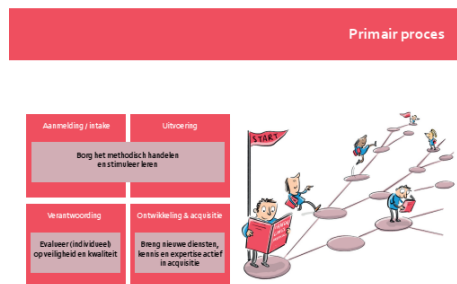 Primair proces
Aanmelding / intake
Uitvoering
Borg het methodisch handelen
en stimuleer leren
Verantwoording
Ontwikkeling & acquisitie
Evalueer (individueel)
op veiligheid en kwaliteit
Breng nieuwe diensten,
kennis en expertise actief
in acquisitie
START